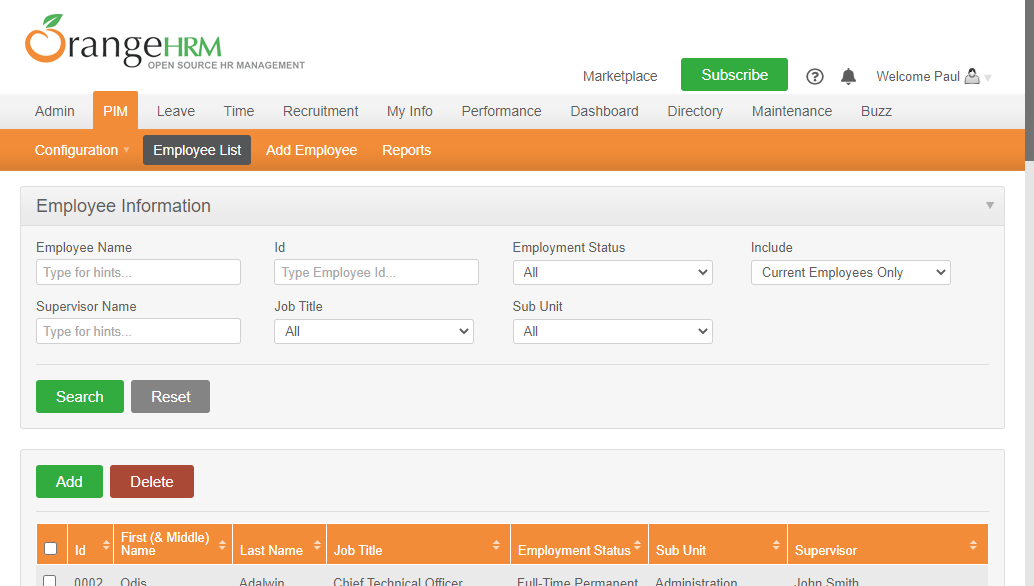 OrangeHRM
OPEN SOURCE HR MANAGEMENT
Marketplace Subscribe ? Welcome Paul
Admin PIM Leave Time Recruitment My Info Performance Dashboard Directory Maintenance Buzz
Configuration Employee List Add Employee Reports
Employee Information
Employee Name Id Employment Status Include
Type for hints... Type Employee Id... All Current Employees Only
Supervisor Name Job Title Sub Unit
Type for hints... All All
Search Reset
Add Delete
Id First (& Middle) Name Last Name Job Title Employment Status Sub Unit Supervisor
0002 Odis Adalwin Chief Technical Officer Full-Time Permanent Administration John Smith